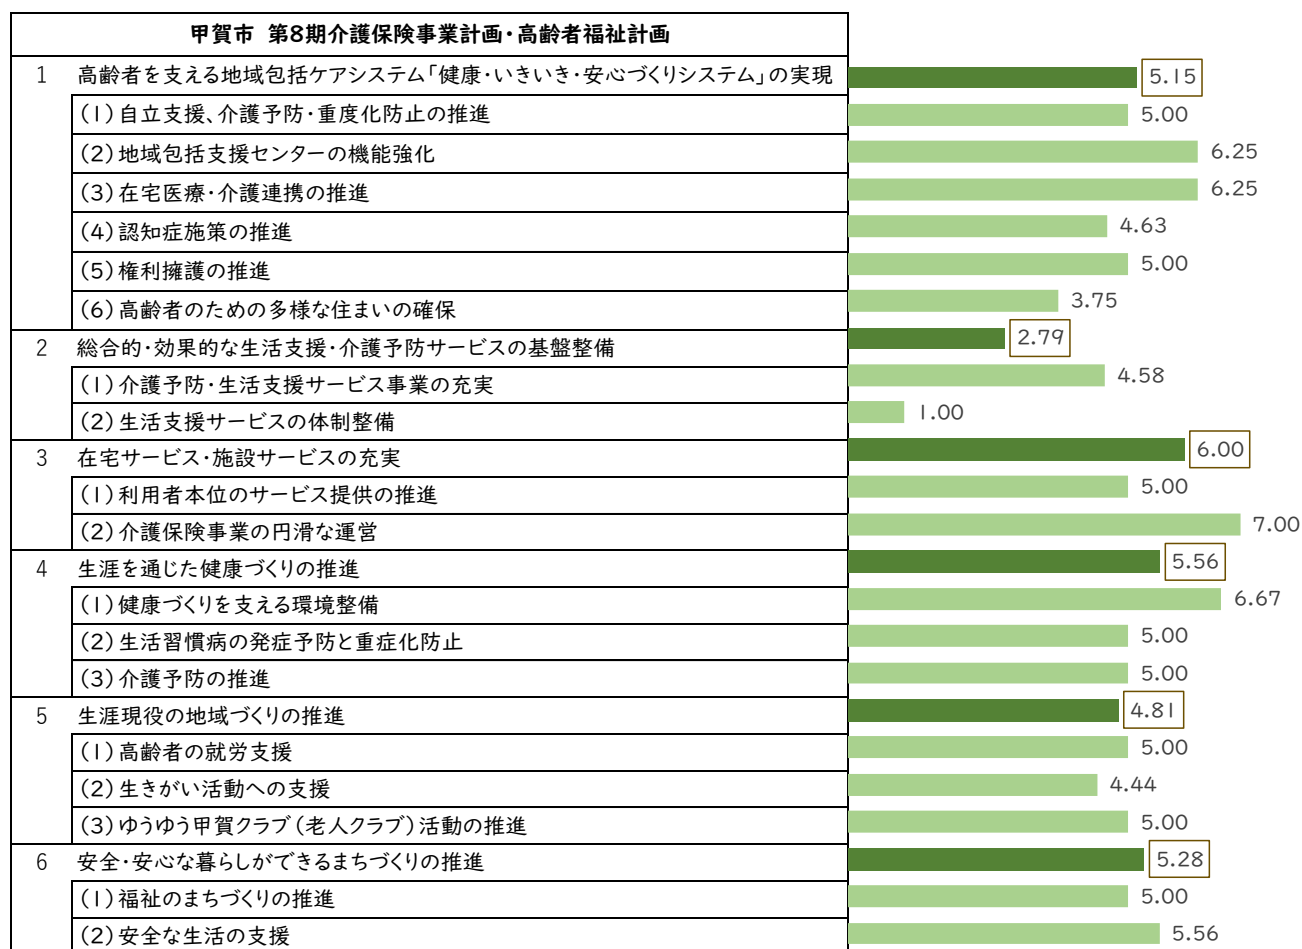 甲賀市 第8期介護保険事業計画・高齢者福祉計画
1 高齢者を支える地域包括ケアシステム「健康・いきいき・安心づくりシステム」の実現 5.15
(1)自立支援、介護予防・重度化防止の推進 5.00
(2)地域包括支援センターの機能強化 6.25
(3)在宅医療・介護連携の推進 6.25
(4)認知症施策の推進 4.63
(5)権利擁護の推進 5.00
(6)高齢者のための多様な住まいの確保 3.75
2 総合的・効果的な生活支援・介護予防サービスの基盤整備 2.79
(1)介護予防・生活支援サービス事業の充実 4.58
(2)生活支援サービスの体制整備 1.00
3 在宅サービス・施設サービスの充実 6.00
(1)利用者本位のサービス提供の推進 5.00
(2)介護保険事業の円滑な運営 7.00
4 生涯を通じた健康づくりの推進 5.56
(1)健康づくりを支える環境整備 6.67
(2)生活習慣病の発症予防と重症化防止 5.00
(3)介護予防の推進 5.00
5 生涯現役の地域づくりの推進 4.81
(1)高齢者の就労支援 5.00
(2)生きがい活動への支援 4.44
(3)ゆうゆう甲賀クラブ(老人クラブ)活動の推進 5.00
6 安全・安心な暮らしができるまちづくりの推進 5.28
(1)福祉のまちづくりの推進 5.00
(2)安全な生活の支援 5.56